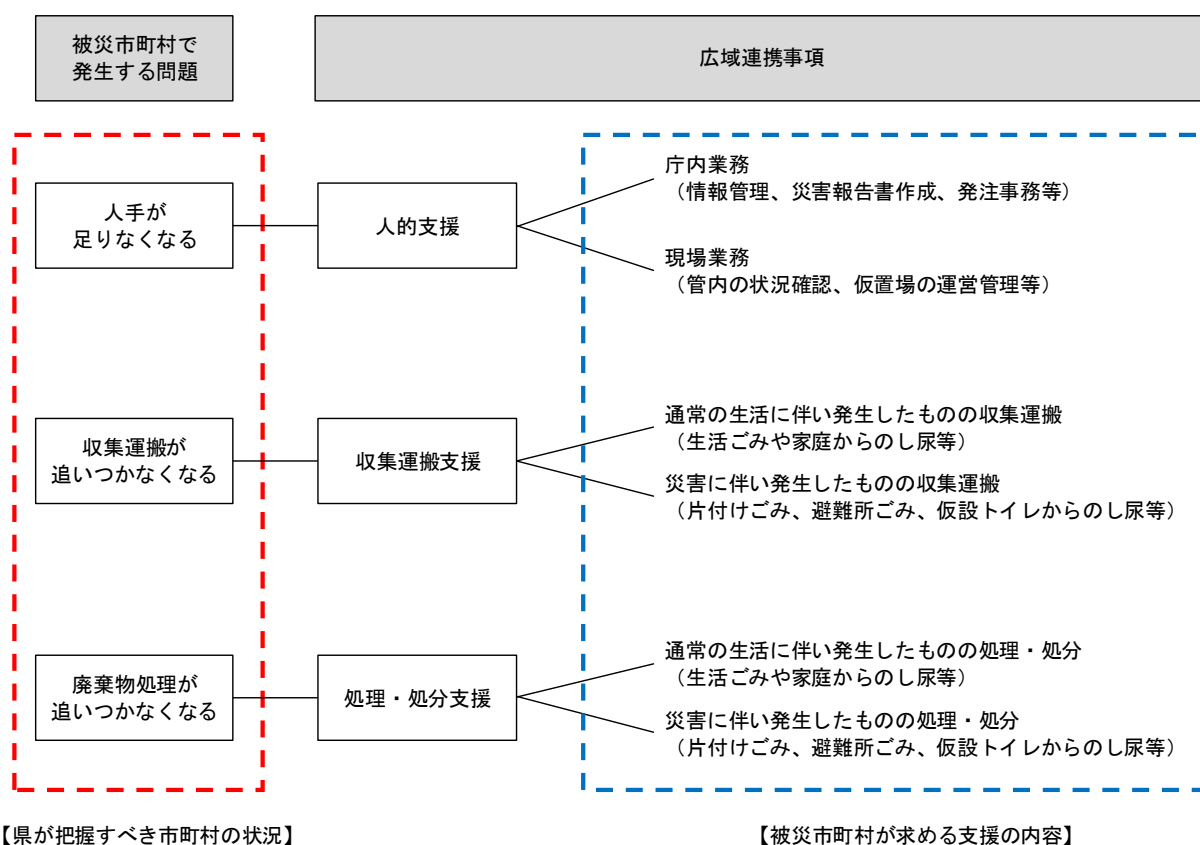 被災市町村で
発生する問題
広域連携事項
人手が
足りなくなる
人的支援
庁内業務
（情報管理、災害報告書作成、発注事務等）
現場業務
（管内の状況確認、仮置場の運営管理等）
収集運搬が
追いつかなくなる
収集運搬支援
通常の生活に伴い発生したものの収集運搬
（生活ごみや家庭からのし尿等）
災害に伴い発生したものの収集運搬
（片付けごみ、避難所ごみ、仮設トイレからのし尿等）
廃棄物処理が
追いつかなくなる
処理・処分支援
通常の生活に伴い発生したものの処理・処分
（生活ごみや家庭からのし尿等）
災害に伴い発生したものの処理・処分
（片付けごみ、避難所ごみ、仮設トイレからのし尿等）
【県が把握すべき市町村の状況】
【被災市町村が求める支援の内容】